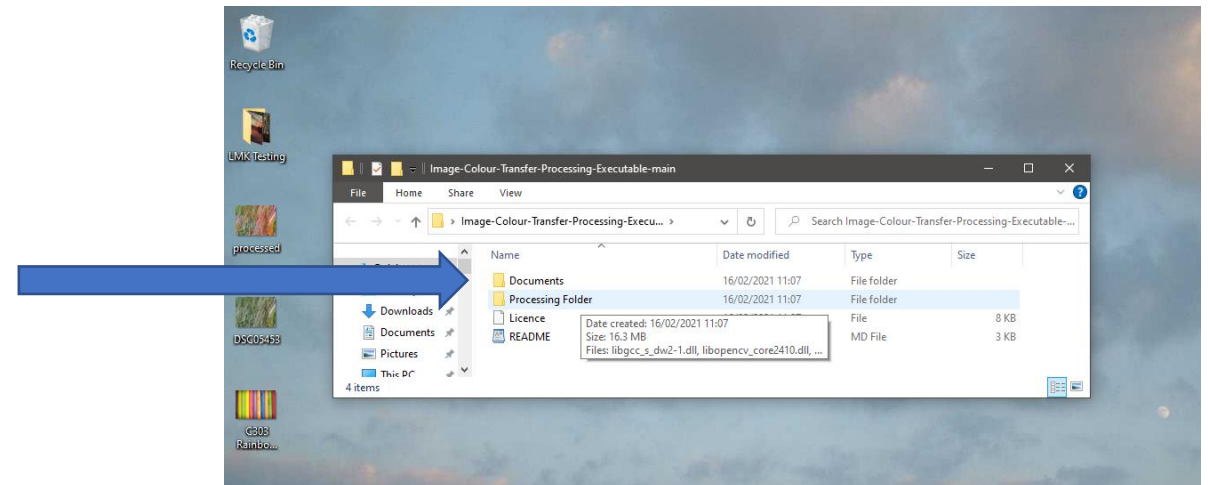 Recycle Bin
LMK Testing
processed
DSC05453
C303
Rainbo...
Image-Colour-Transfer-Processing-Executable-main
File Home Share View
Image-Colour-Transfer-Processing-Execu...
Search Image-Colour-Transfer-Processing-Executable-...
Name Date modified Type Size
Documents 16/02/2021 11:07 File folder
Processing Folder 16/02/2021 11:07 File folder
Licence File 8 KB
README MD File 3 KB
Date created: 16/02/2021 11:07
Size: 16.3 MB
Files: libgcc_s_dw2-1.dll, libopencv_core2410.dll, ...
Downloads
Documents
Pictures
This PC
4 items